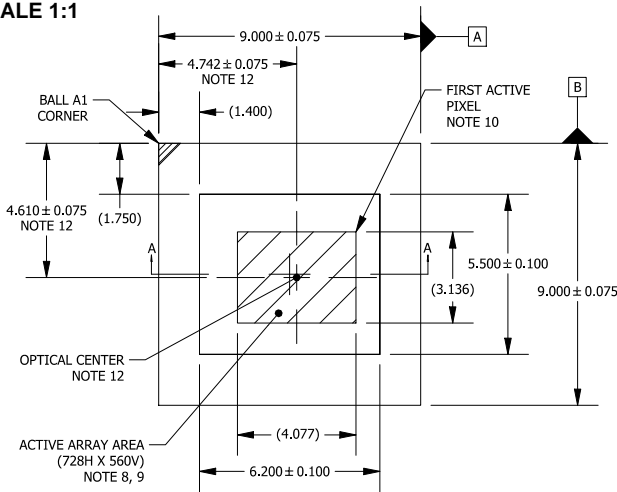 ALE 1:1
9.000 ± 0.075
A
4.742 ± 0.075
NOTE 12
BALL A1
CORNER
(1.400)
FIRST ACTIVE
PIXEL
NOTE 10
B
4.610 ± 0.075
NOTE 12
(1.750)
A
A
5.500 ± 0.100
(3.136)
9.000 ± 0.075
OPTICAL CENTER
NOTE 12
ACTIVE ARRAY AREA
(728H X 560V)
NOTE 8, 9
(4.077)
6.200 ± 0.100